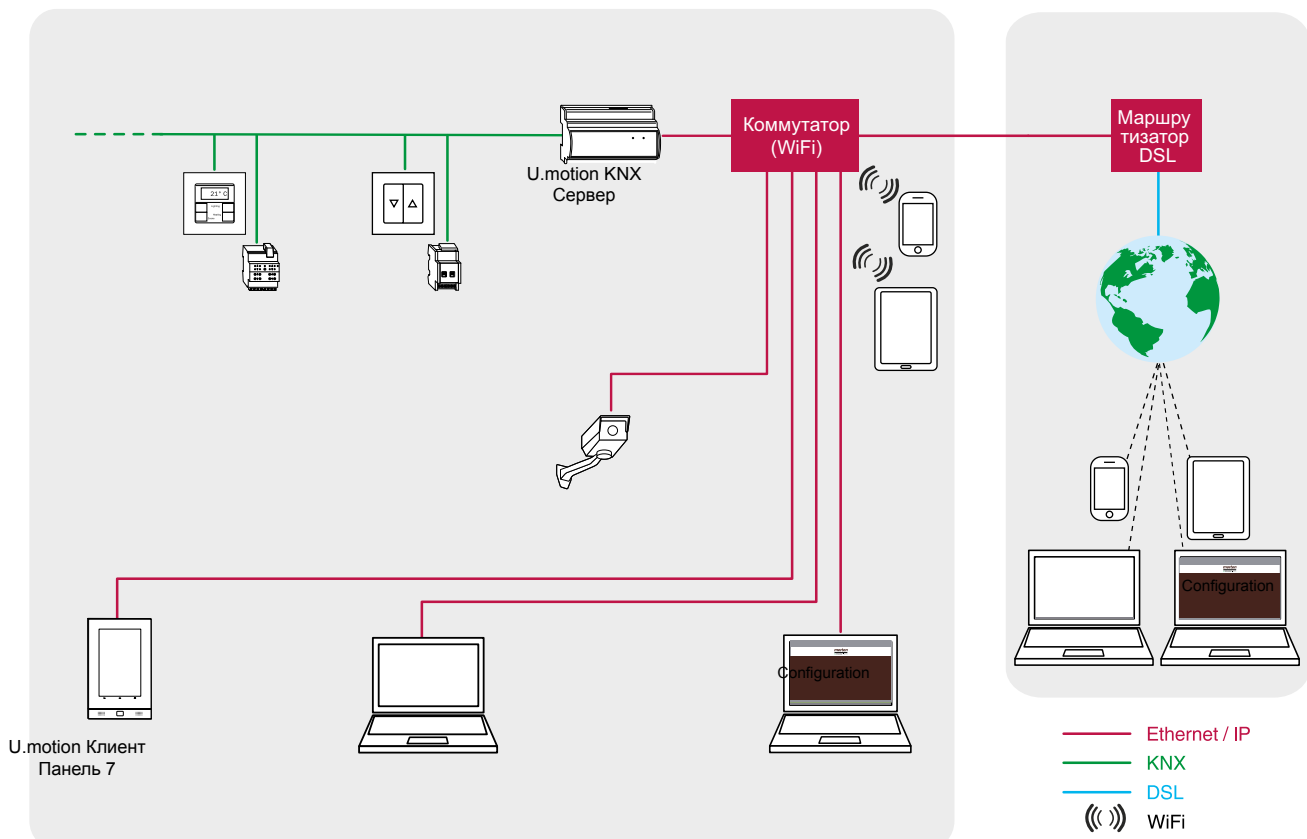 Коммутатор
(WiFi)
Маршру
тизатор
DSL
U.motion KNX
Сервер
21° C
Configuration
Configuration
U.motion Клиент
Панель 7
Ethernet / IP
KNX
DSL
WiFi